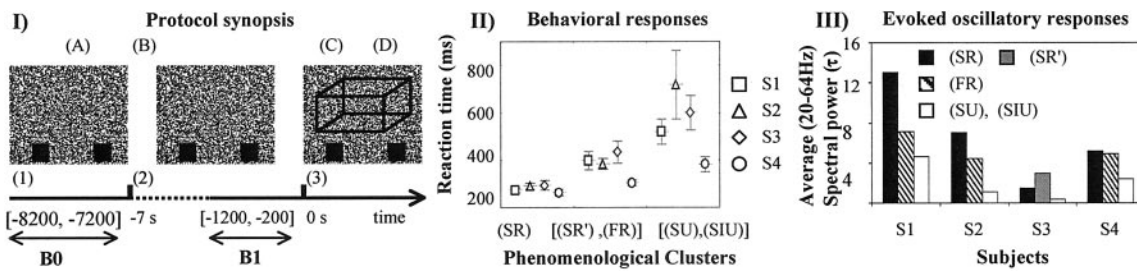 I) Protocol synopsis
(A) (B) (C) (D)
(1) (2) (3)
[-8200, -7200] -7 s [-1200, -200] 0 s time
B0 B1
II) Behavioral responses
Reaction time (ms)
800
600
400
200
S1
S2
S3
S4
(SR) [(SR') ,(FR)] [(SU),(SIU)]
Phenomenological Clusters
III) Evoked oscillatory responses
Average (20-64Hz)
Spectral power (τ)
16
12
8
4
(SR) (SR')
(FR)
(SU), (SIU)
S1 S2 S3 S4
Subjects